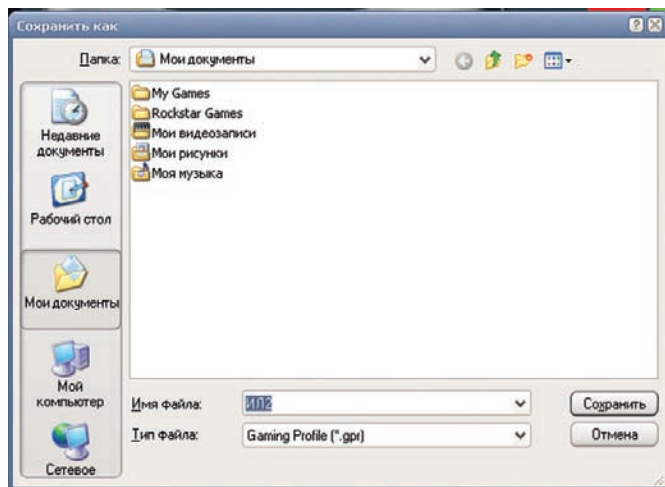 Сохранить как
Папка:
Мои документы
My Games
Rockstar Games
Мои видеозаписи
Мои рисунки
Моя музыка
Недавние
документы
Рабочий стол
Мои документы
Мой
компьютер
Сетевое
Имя файла:
ИЛ2
Сохранить
Тип файла:
Gaming Profile (*.gpr)
Отмена